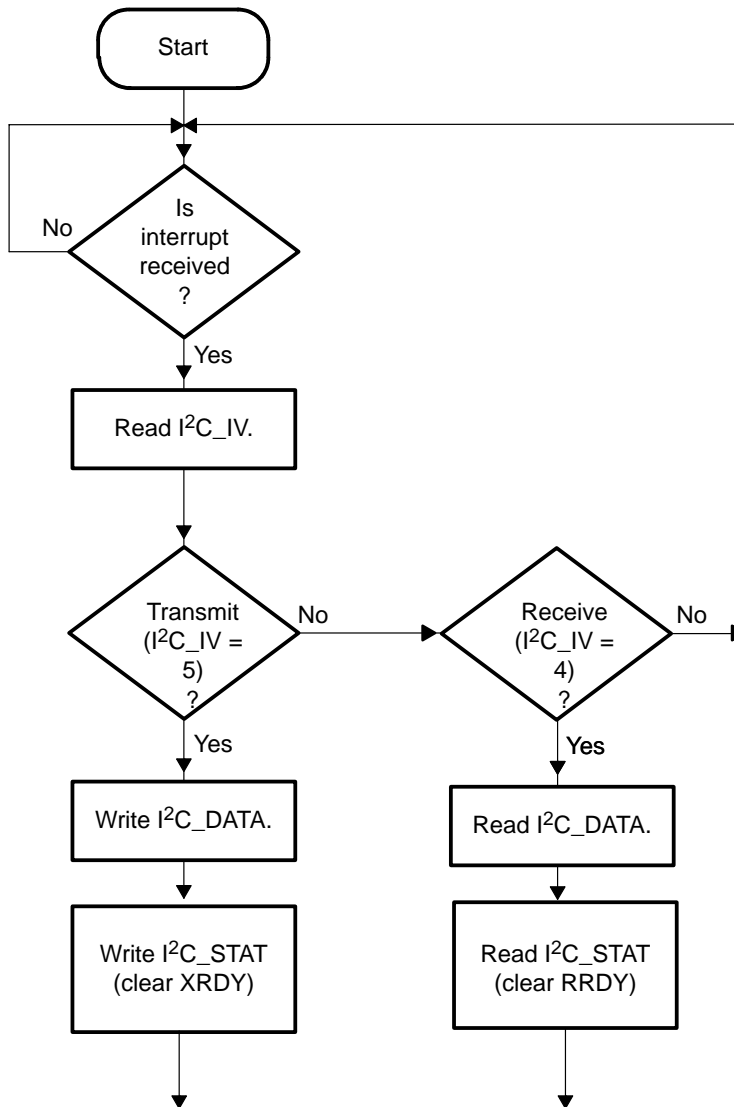 Start
Is
interrupt
received
?
No
Yes
Read I²C_IV.
Transmit
(I²C_IV =
5)
?
No
Receive
(I²C_IV =
4)
?
No
Yes
Yes
Write I²C_DATA.
Read I²C_DATA.
Write I²C_STAT
(clear XRDY)
Read I²C_STAT
(clear RRDY)